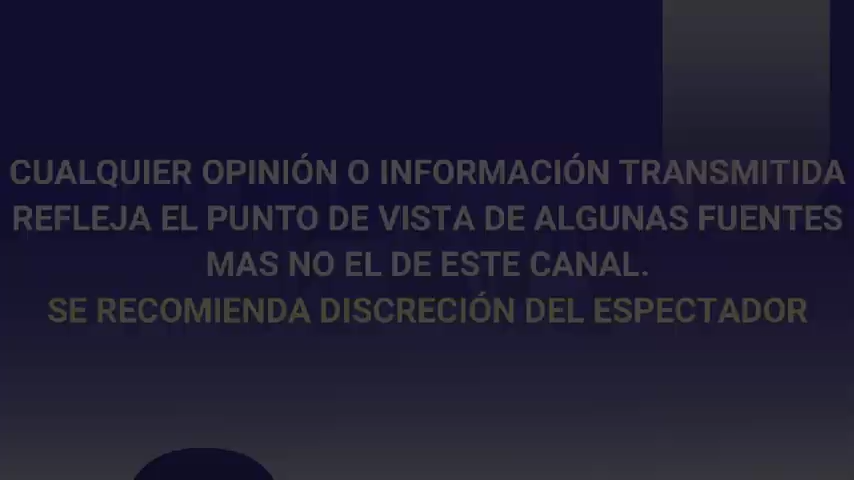 CUALQUIER OPINIÓN O INFORMACIÓN TRANSMITIDA
REFLEJA EL PUNTO DE VISTA DE ALGUNAS FUENTES
MAS NO EL DE ESTE CANAL.
SE RECOMIENDA DISCRECIÓN DEL ESPECTADOR